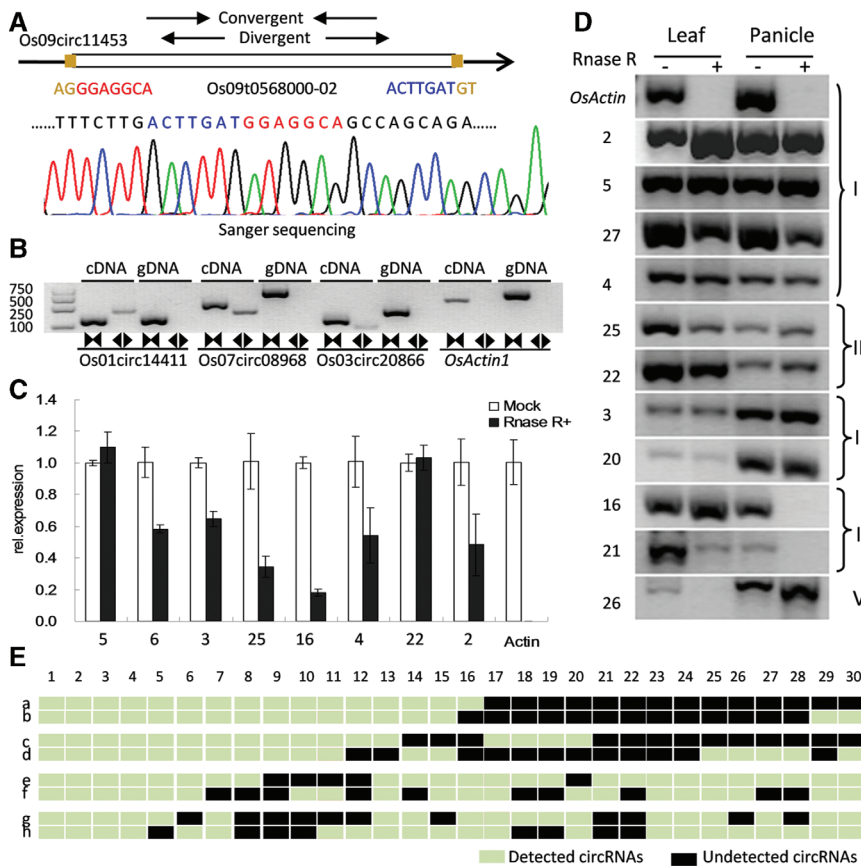 A
Convergent
Os09circ11453
Divergent
AGGGAGGCA Os09t0568000-02 ACTTGATGT
......TTTCTTGACTTGATGGAGGCAGCCAGCAGA......
Sanger sequencing
B
cDNA gDNA cDNA gDNA cDNA gDNA cDNA gDNA
750
500
250
100
Os01circ14411 Os07circ08968 Os03circ20866 OsActin1
C
Mock
Rnase R+
rel.expression
1.4
1.2
1.0
0.8
0.6
0.4
0.2
0.0
5 6 3 25 16 4 22 2 Actin
D
Leaf Panicle
Rnase R - + - +
OsActin
2
5
I
27
4
25
II
22
3
I
20
16
I
21
26
V
E
1 2 3 4 5 6 7 8 9 10 11 12 13 14 15 16 17 18 19 20 21 22 23 24 25 26 27 28 29 30
a
b
c
d
e
f
g
h
Detected circRNAs Undetected circRNAs